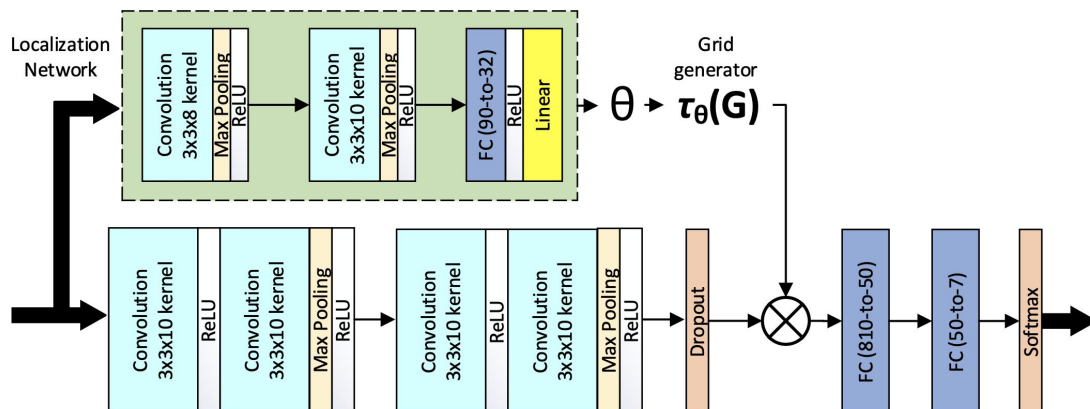 Localization
Network
Convolution
3x3x8 kernel
Max Pooling
ReLU
Convolution
3x3x10 kernel
Max Pooling
ReLU
FC (90-to-32)
ReLU
Linear
θ
Grid
generator
τθ(G)
Convolution
3x3x10 kernel
ReLU
Convolution
3x3x10 kernel
Max Pooling
ReLU
Convolution
3x3x10 kernel
ReLU
Convolution
3x3x10 kernel
Max Pooling
ReLU
Dropout
FC (810-to-50)
FC (50-to-7)
Softmax